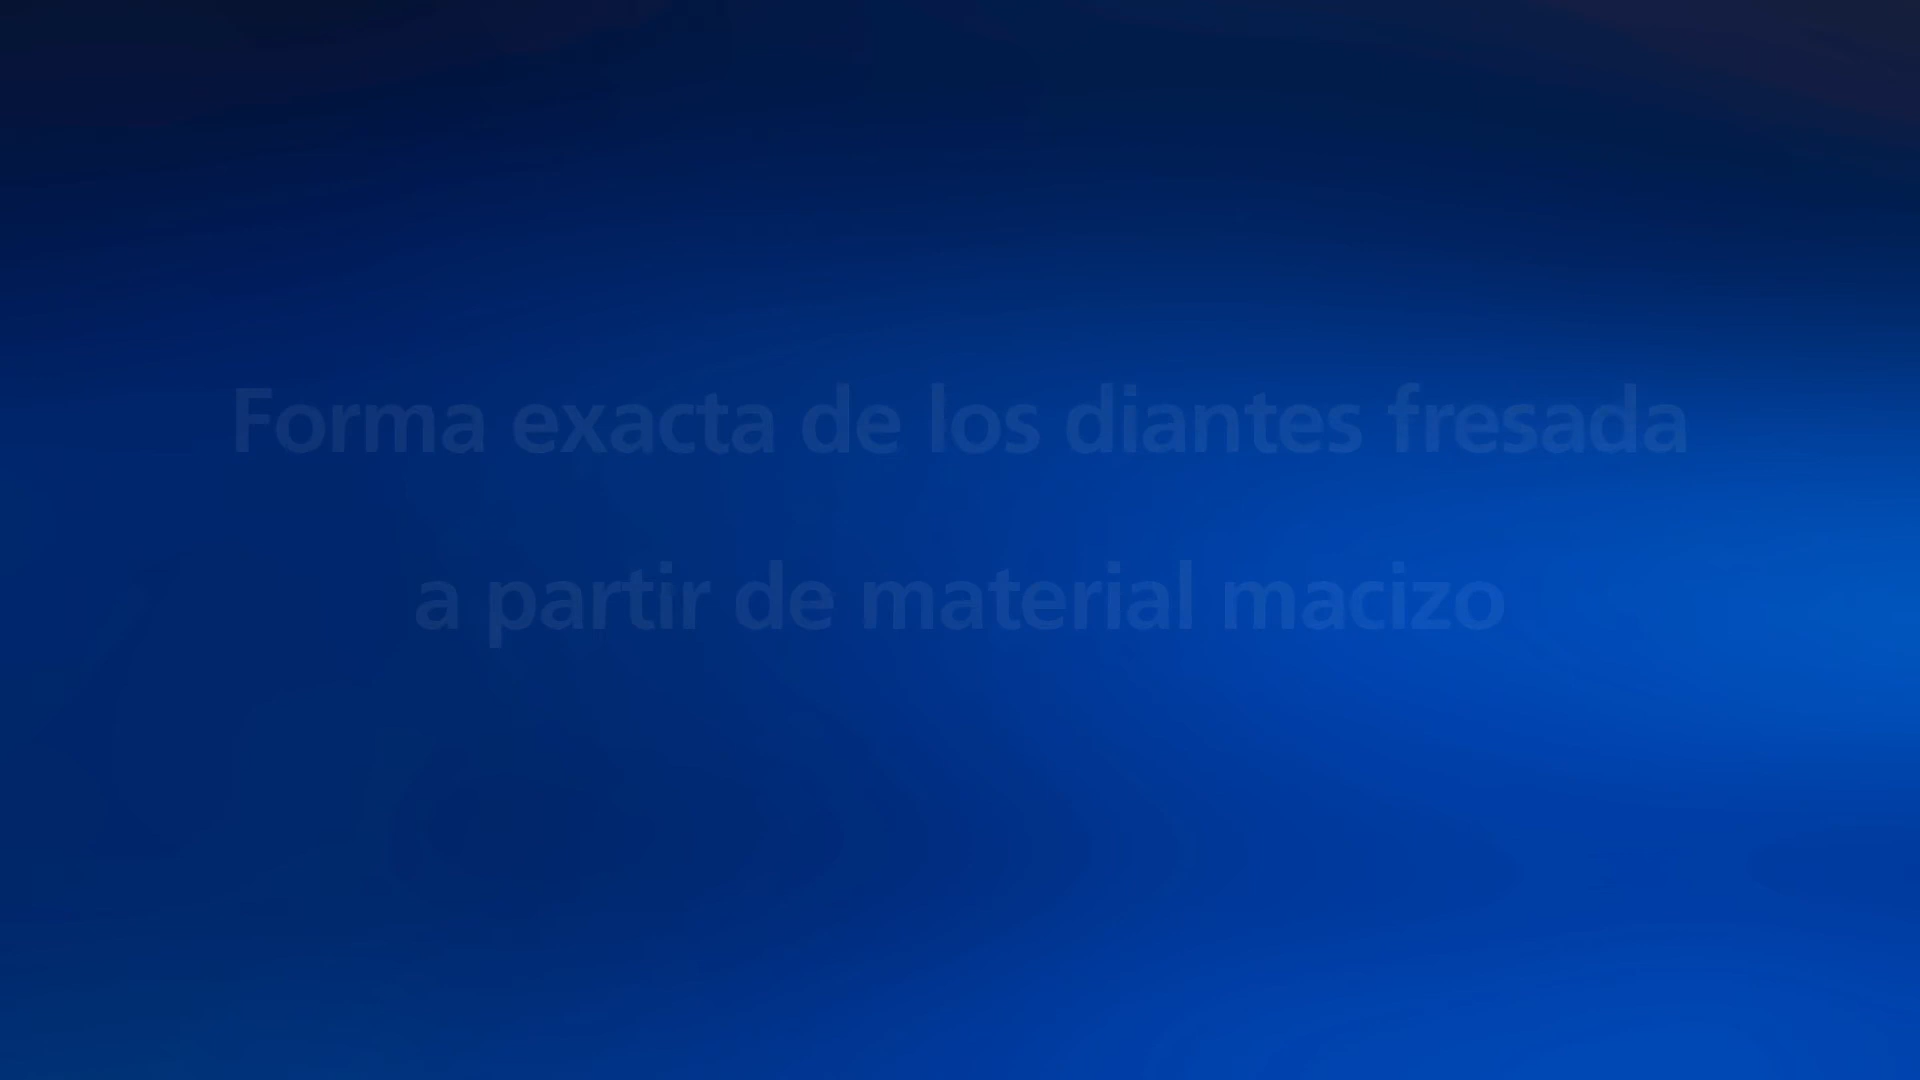 Forma exacta de los diantes fresada
a partir de material macizo